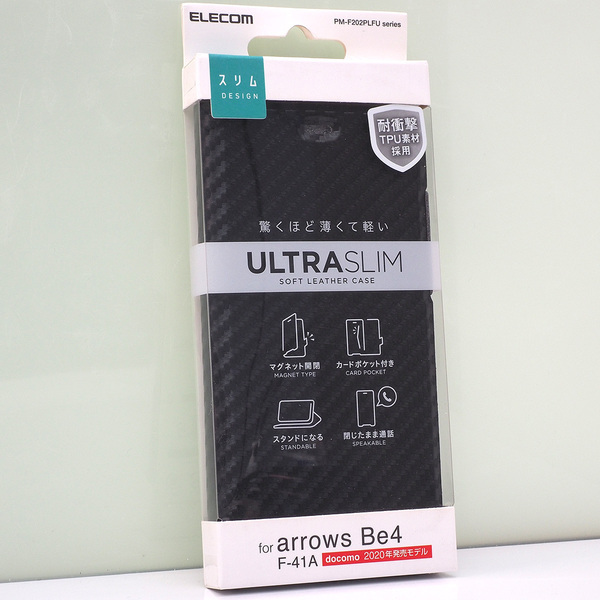 ELECOM
PM-F202PLFU series
スリム
DESIGN
耐衝撃
TPU素材
採用
驚くほど薄くて軽い
ULTRASLIM
SOFT LEATHER CASE
マグネット開閉
MAGNET TYPE
カードポケット付き
CARD POCKET
スタンドになる
STANDABLE
閉じたまま通話
SPEAKABLE
for arrows Be4
F-41A docomo 2020年発売モデル